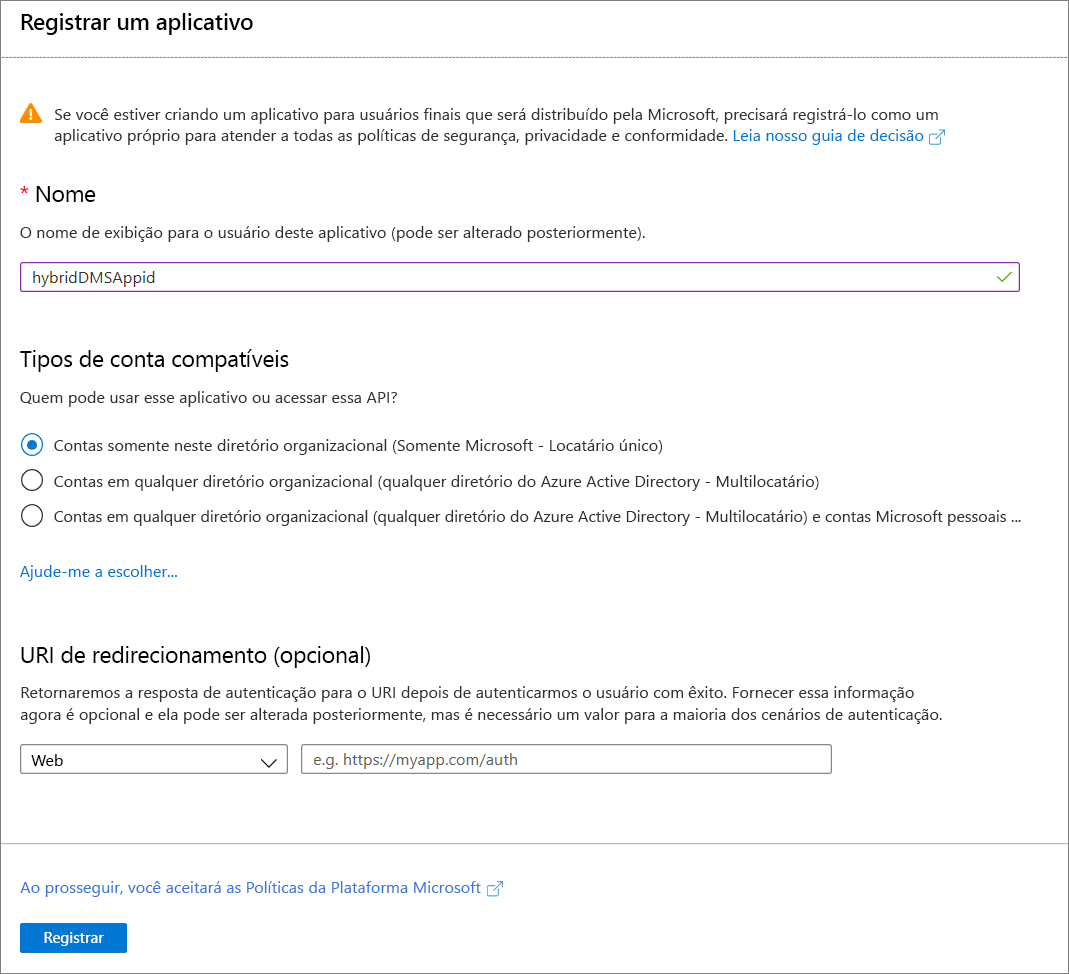 Registrar um aplicativo
Se você estiver criando um aplicativo para usuários finais que será distribuído pela Microsoft, precisará registrá-lo como um
aplicativo próprio para atender a todas as políticas de segurança, privacidade e conformidade. Leia nosso guia de decisão
* Nome
O nome de exibição para o usuário deste aplicativo (pode ser alterado posteriormente).
hybridDMSAppid
Tipos de conta compatíveis
Quem pode usar esse aplicativo ou acessar essa API?
Contas somente neste diretório organizacional (Somente Microsoft - Locatário único)
Contas em qualquer diretório organizacional (qualquer diretório do Azure Active Directory - Multilocatário)
Contas em qualquer diretório organizacional (qualquer diretório do Azure Active Directory - Multilocatário) e contas Microsoft pessoais ...
Ajude-me a escolher...
URI de redirecionamento (opcional)
Retornaremos a resposta de autenticação para o URI depois de autenticarmos o usuário com êxito. Fornecer essa informação
agora é opcional e ela pode ser alterada posteriormente, mas é necessário um valor para a maioria dos cenários de autenticação.
Web
e.g. https://myapp.com/auth
Ao prosseguir, você aceitará as Políticas da Plataforma Microsoft
Registrar